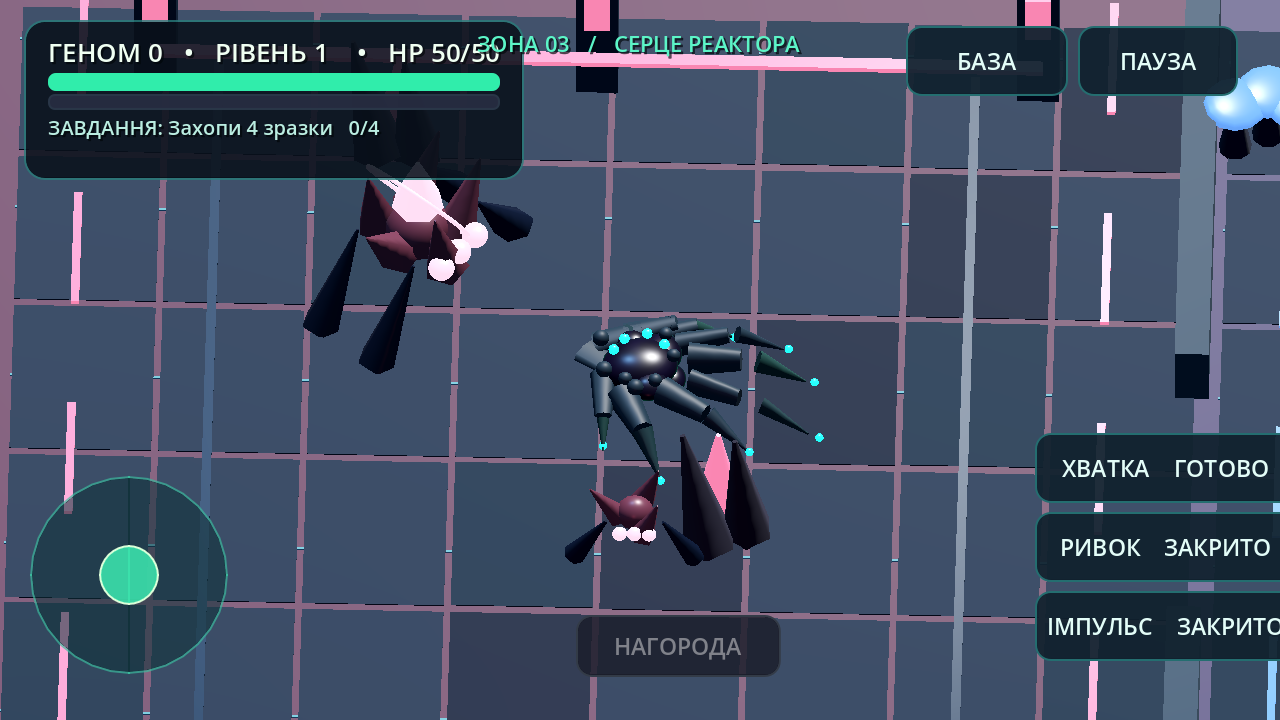 ГЕНОМ 0 • РІВЕНЬ 1 • HP 50/50
ЗОНА 03 / СЕРЦЕ РЕАКТОРА
БАЗА
ПАУЗА
ЗАВДАННЯ: Захопи 4 зразки 0/4
ХВАТКА ГОТОВО
РИВОК ЗАКРИТО
ІМПУЛЬС ЗАКРИТО
НАГОРОДА